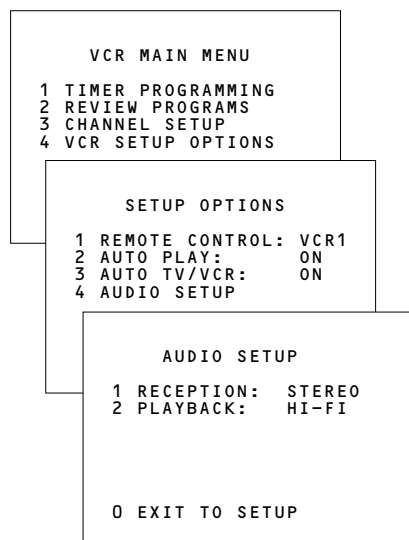 VCR MAIN MENU
1 TIMER PROGRAMMING
2 REVIEW PROGRAMS
3 CHANNEL SETUP
4 VCR SETUP OPTIONS
SETUP OPTIONS
1 REMOTE CONTROL: VCR1
2 AUTO PLAY: ON
3 AUTO TV/VCR: ON
4 AUDIO SETUP
AUDIO SETUP
1 RECEPTION: STEREO
2 PLAYBACK: HI-FI
0 EXIT TO SETUP